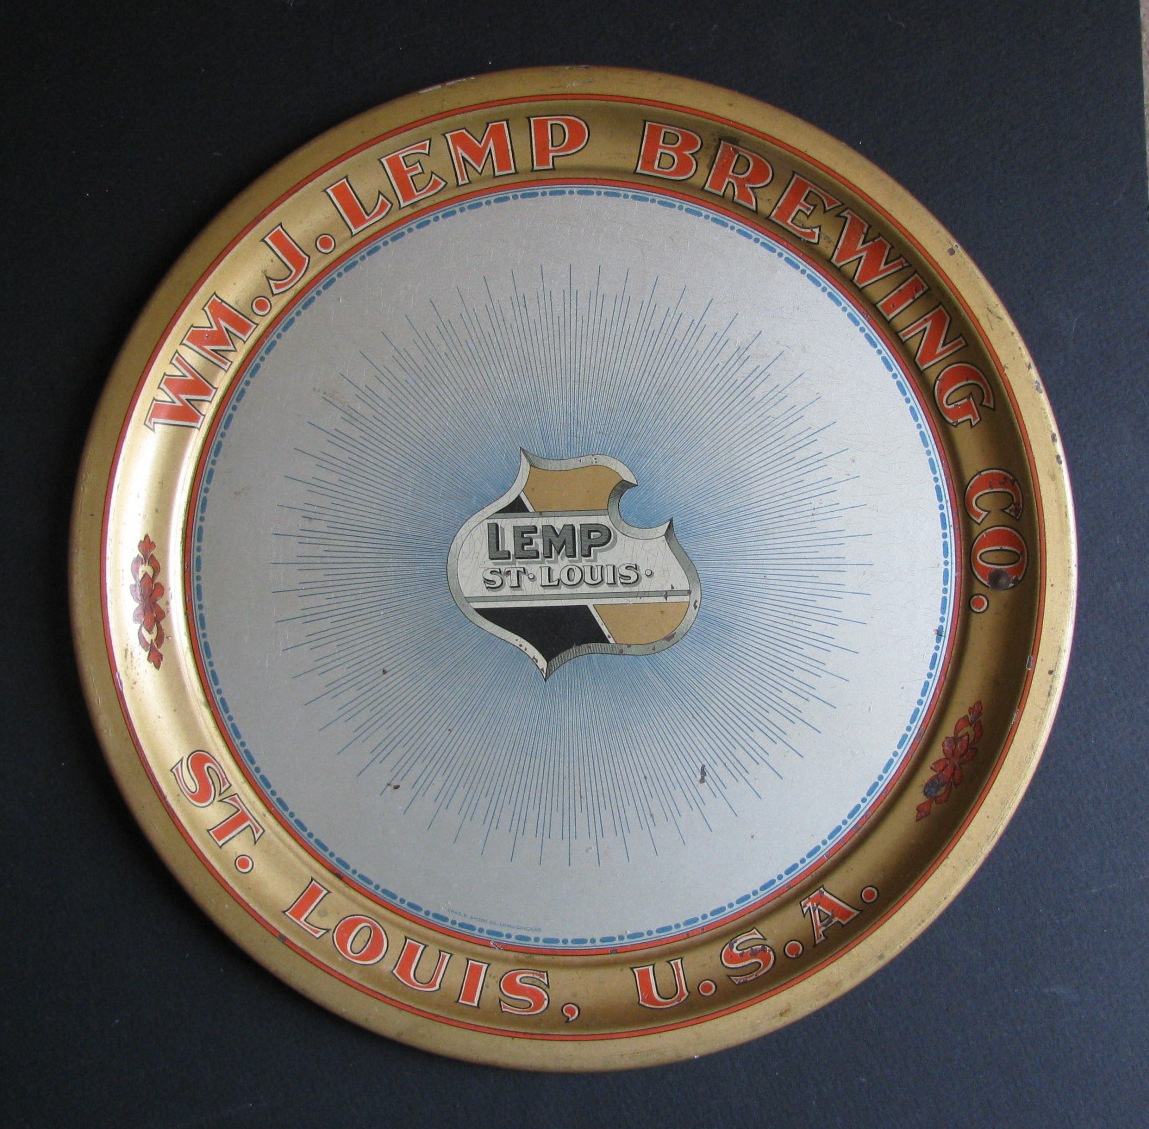 WM. J. LEMP BREWING CO.
LEMP
ST. LOUIS.
ST. LOUIS, U.S.A.